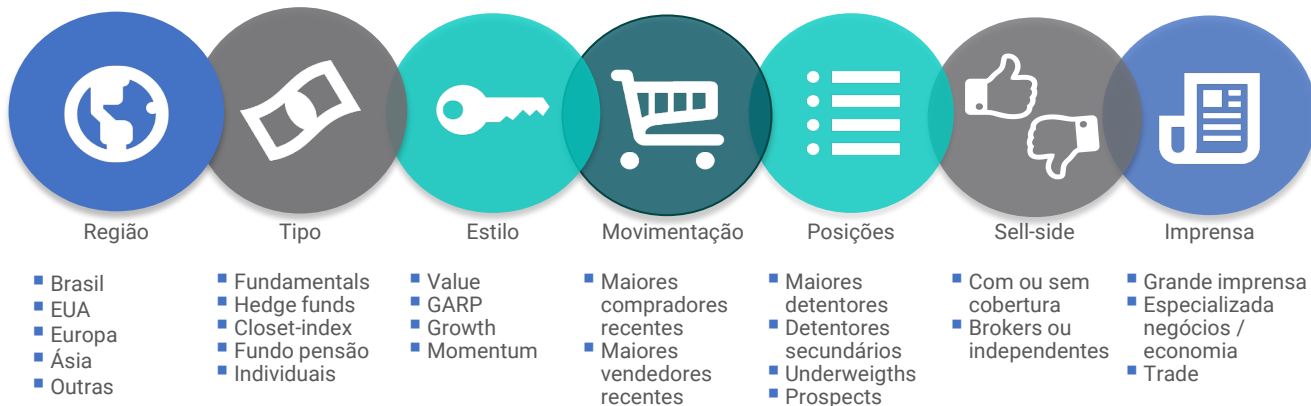 Região
Tipo
Estilo
Movimentação
Posições
Sell-side
Imprensa
Brasil
EUA
Europa
Ásia
Outras
Fundamentals
Hedge funds
Closet-index
Fundo pensão
Individuais
Value
GARP
Growth
Momentum
Maiores
compradores
recentes
Maiores
vendedores
recentes
Maiores
detentores
Detentores
secundários
Underweigths
Prospects
Com ou sem
cobertura
Brokers ou
independentes
Grande imprensa
Especializada
negócios /
economia
Trade